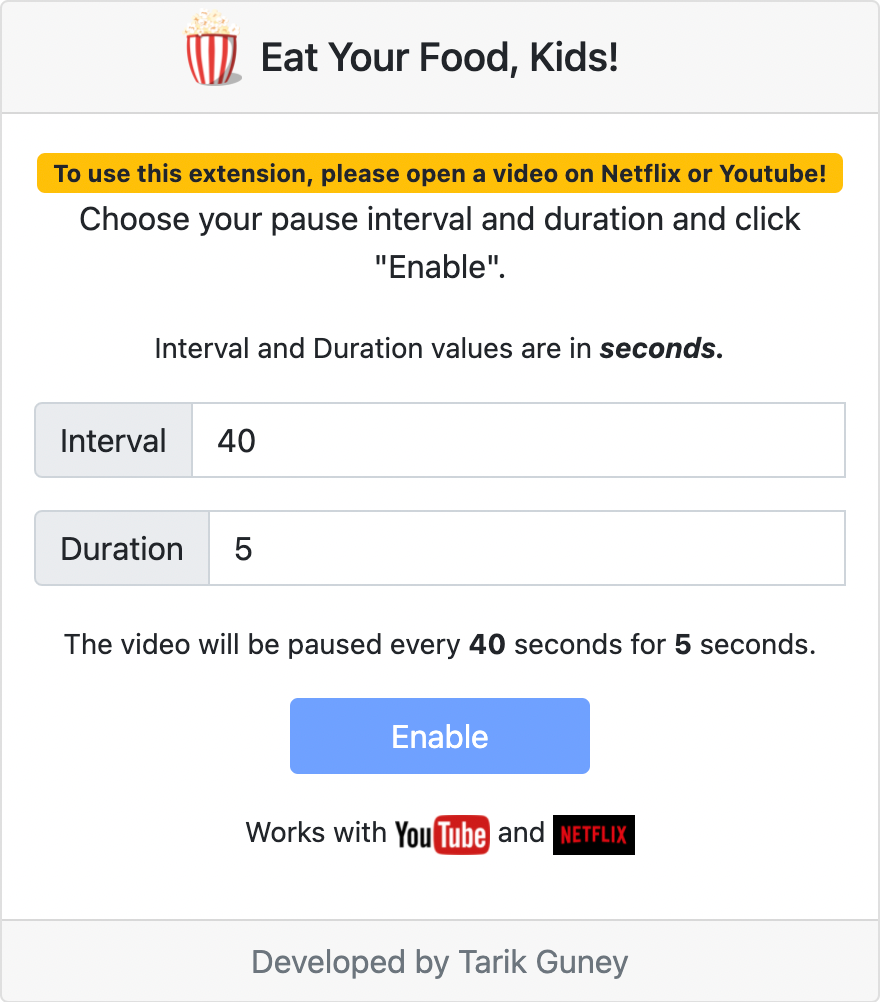 Eat Your Food, Kids!
To use this extension, please open a video on Netflix or Youtube!
Choose your pause interval and duration and click
"Enable".
Interval and Duration values are in seconds.
Interval 40
Duration 5
The video will be paused every 40 seconds for 5 seconds.
Enable
Works with YouTube and NETFLIX
Developed by Tarik Guney